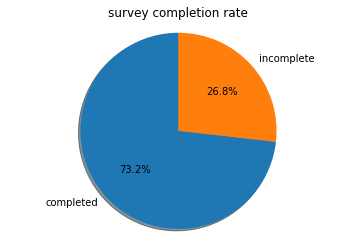 survey completion rate
incomplete
26.8%
73.2%
completed